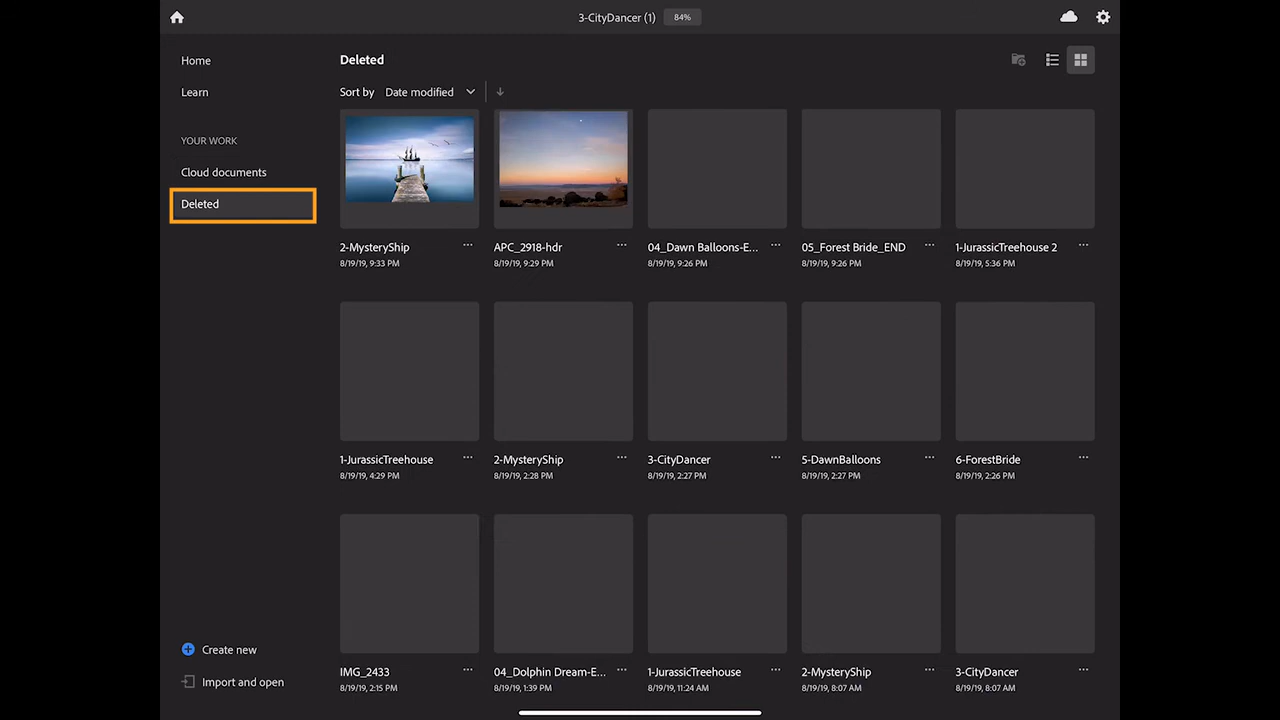 3-CityDancer (1) 84%
Home
Learn
YOUR WORK
Cloud documents
Deleted
Create new
Import and open
Deleted
Sort by Date modified
2-MysteryShip
8/19/19, 9:33 PM
APC_2918-hdr
8/19/19, 9:29 PM
04_Dawn Balloons-E...
8/19/19, 9:26 PM
05_Forest Bride_END
8/19/19, 9:26 PM
1-JurassicTreehouse 2
8/19/19, 5:36 PM
1-JurassicTreehouse
8/19/19, 4:29 PM
2-MysteryShip
8/19/19, 2:28 PM
3-CityDancer
8/19/19, 2:27 PM
5-DawnBalloons
8/19/19, 2:27 PM
6-ForestBride
8/19/19, 2:26 PM
IMG_2433
8/19/19, 2:15 PM
04_Dolphin Dream-E...
8/19/19, 1:39 PM
1-JurassicTreehouse
8/19/19, 11:24 AM
2-MysteryShip
8/19/19, 8:07 AM
3-CityDancer
8/19/19, 8:07 AM